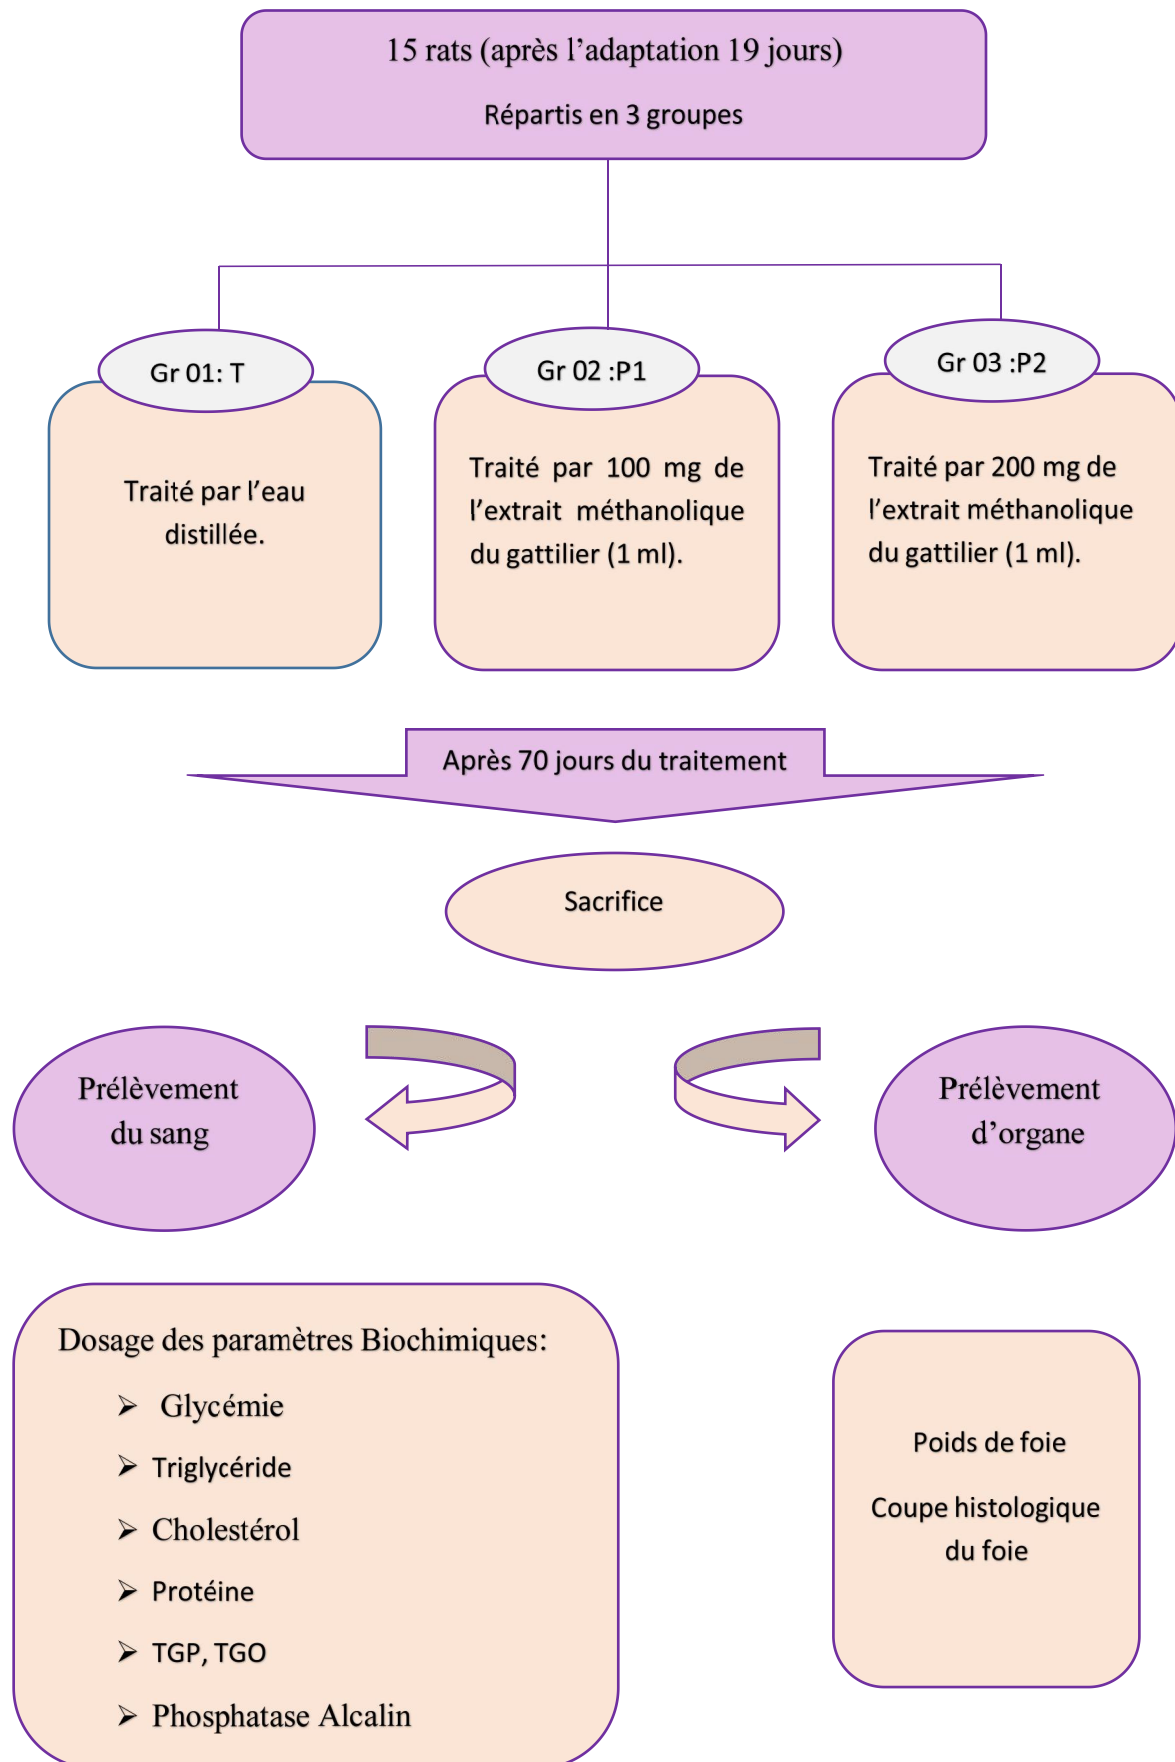 15 rats (après l’adaptation 19 jours)
Répartis en 3 groupes
Gr 01: T
Traité par l’eau
distillée.
Gr 02 :P1
Traité par 100 mg de
l’extrait méthanolique
du gattilier (1 ml).
Gr 03 :P2
Traité par 200 mg de
l’extrait méthanolique
du gattilier (1 ml).
Après 70 jours du traitement
Sacrifice
Prélèvement
du sang
Prélèvement
d’organe
Dosage des paramètres Biochimiques:
➢ Glycémie
➢ Triglycéride
➢ Cholestérol
➢ Protéine
➢ TGP, TGO
➢ Phosphatase Alcalin
Poids de foie
Coupe histologique
du foie